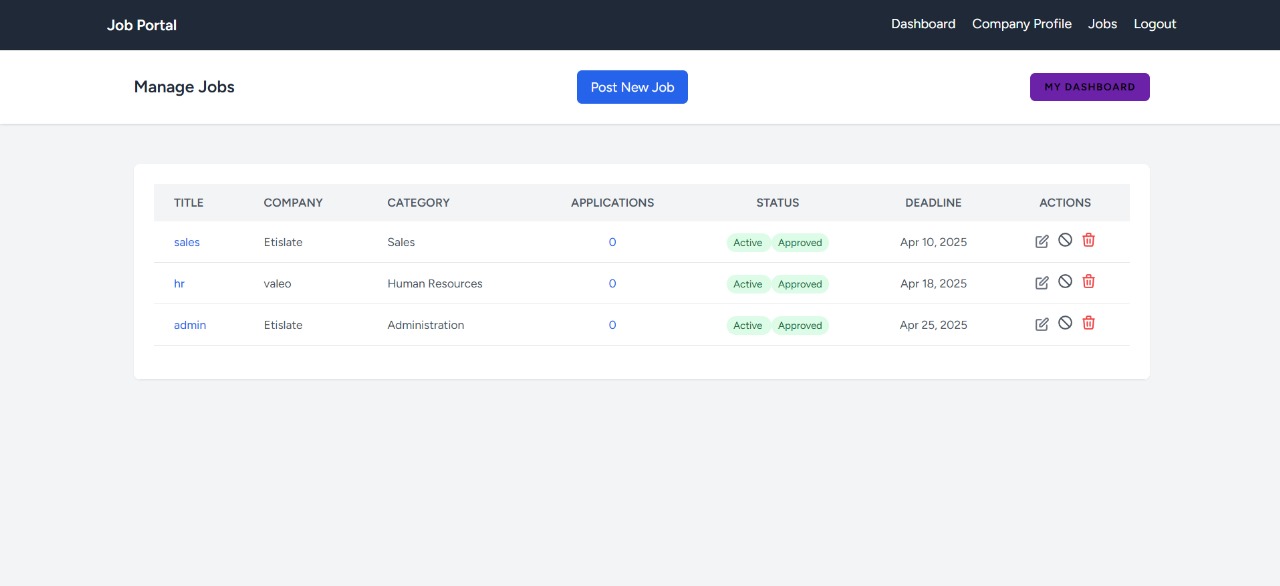 Job Portal Dashboard Company Profile Jobs Logout
Manage Jobs Post New Job MY DASHBOARD
TITLE COMPANY CATEGORY APPLICATIONS STATUS DEADLINE ACTIONS
sales Etislate Sales 0 Active Approved Apr 10, 2025
hr valeo Human Resources 0 Active Approved Apr 18, 2025
admin Etislate Administration 0 Active Approved Apr 25, 2025